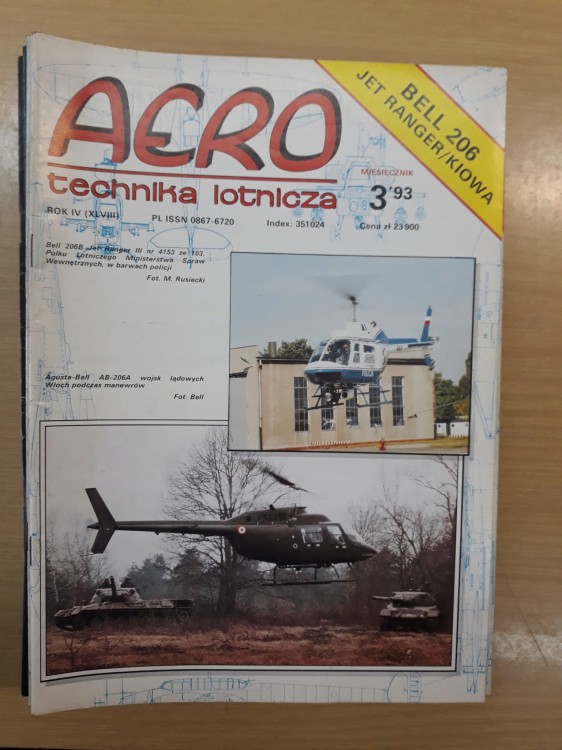 AERO
technika lotnicza
BELL 206
JET RANGER/KIOWA
MIESIĘCZNIK
3'93
ROK IV (XLVIII)
PL ISSN 0867-6720
Index: 351024
Cena zł 23900
Bell 206B Jet Ranger III nr 4153 ze 103.
Pułku Lotniczego Ministerstwa Spraw
Wewnętrznych, w barwach policji
Fot. M. Rusiecki
Agusta-Bell AB-206A wojsk lądowych
Włoch podczas manewrów
Fot. Bell